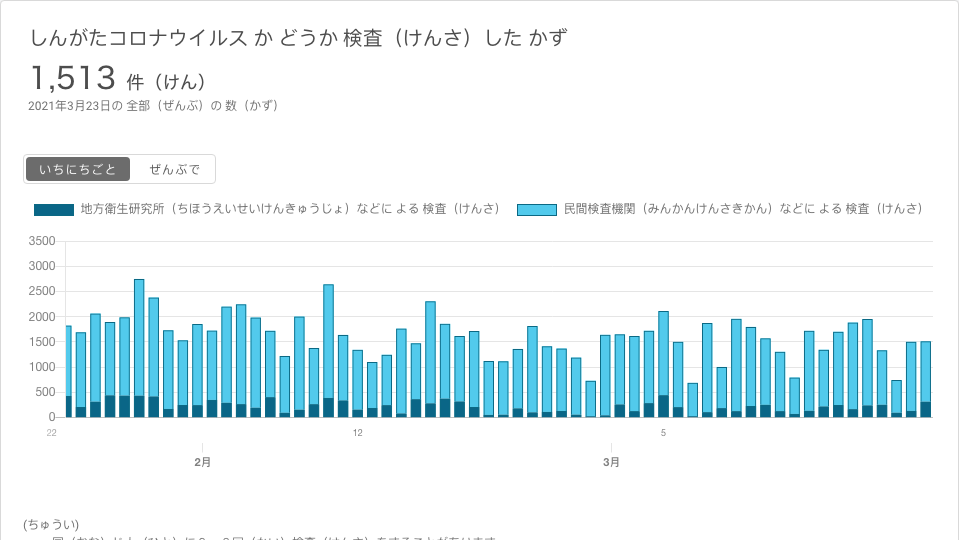 しんがたコロナウイルス か どうか 検査（けんさ）した かず
1,513 件（けん）
2021年3月23日の 全部（ぜんぶ）の 数（かず）
いちにちごと ぜんぶで
地方衛生研究所（ちほうえいせいけんきゅうじょ）などに よる 検査（けんさ） 民間検査機関（みんかんけんさきかん）などに よる 検査（けんさ）
3500
3000
2500
2000
1500
1000
500
0
22 12 5
2月 3月
(ちゅうい)